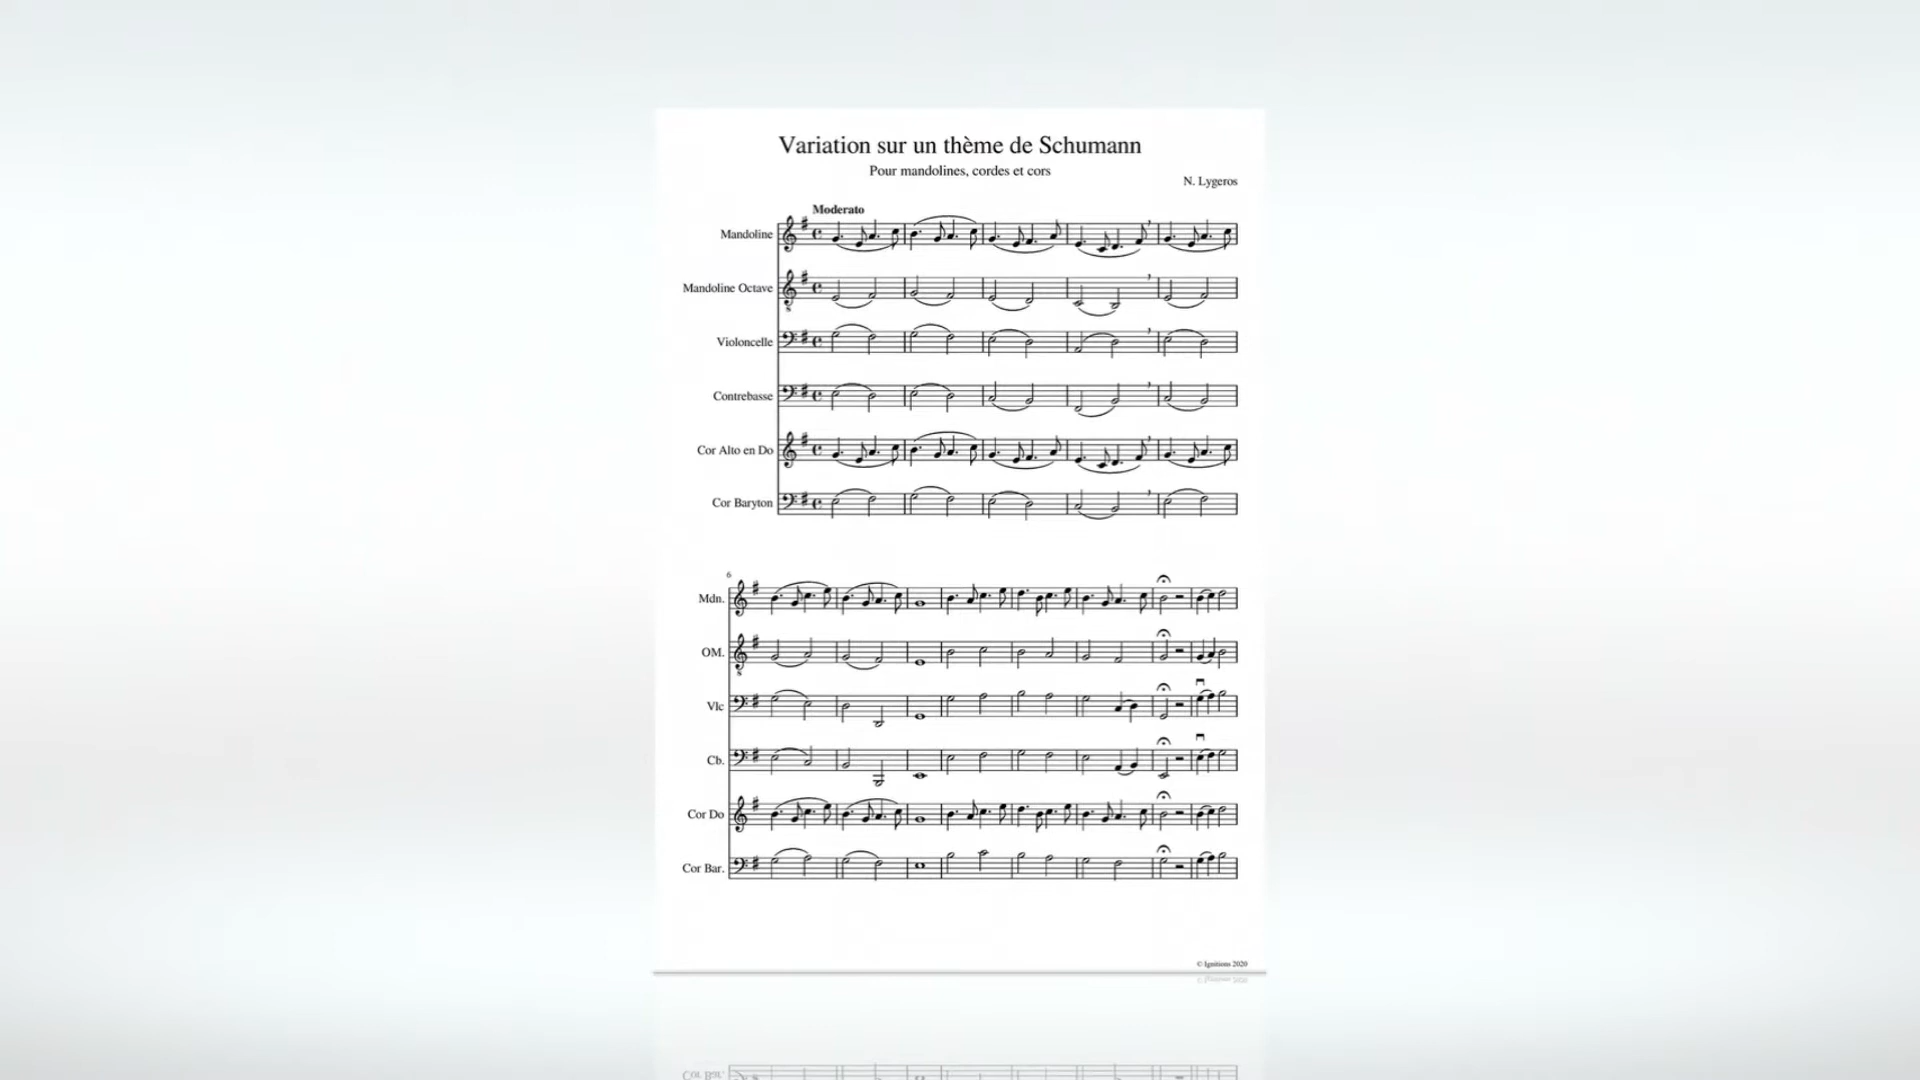 Variation sur un thème de Schumann
Pour mandolines, cordes et cors
N. Lygeros
Moderato
Mandoline
Mandoline Octave
Violoncelle
Contrebasse
Cor Alto en Do
Cor Baryton
6
Mdn.
OM.
Vlc
Cb.
Cor Do
Cor Bar.
© Ignitions 2020